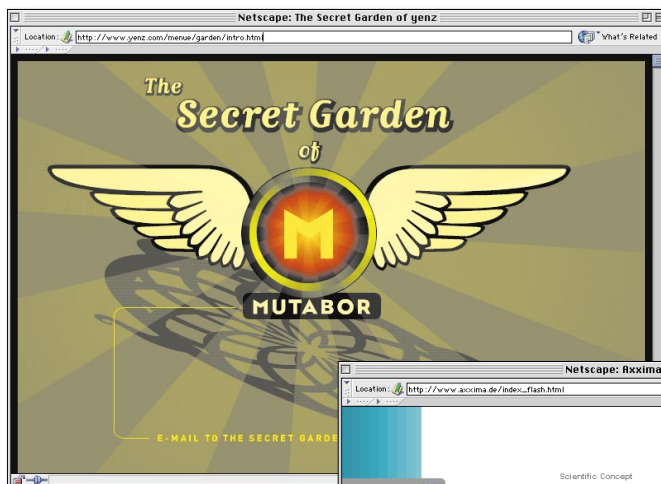 Netscape: The Secret Garden of yenz
Location: http://www.yenz.com/menue/garden/intro.html
What's Related
The
Secret Garden
of
M
MUTABOR
E-MAIL TO THE SECRET GARDE
Netscape: Axxima
Location: http://www.axxima.de/index_flash.html
Scientific Concept